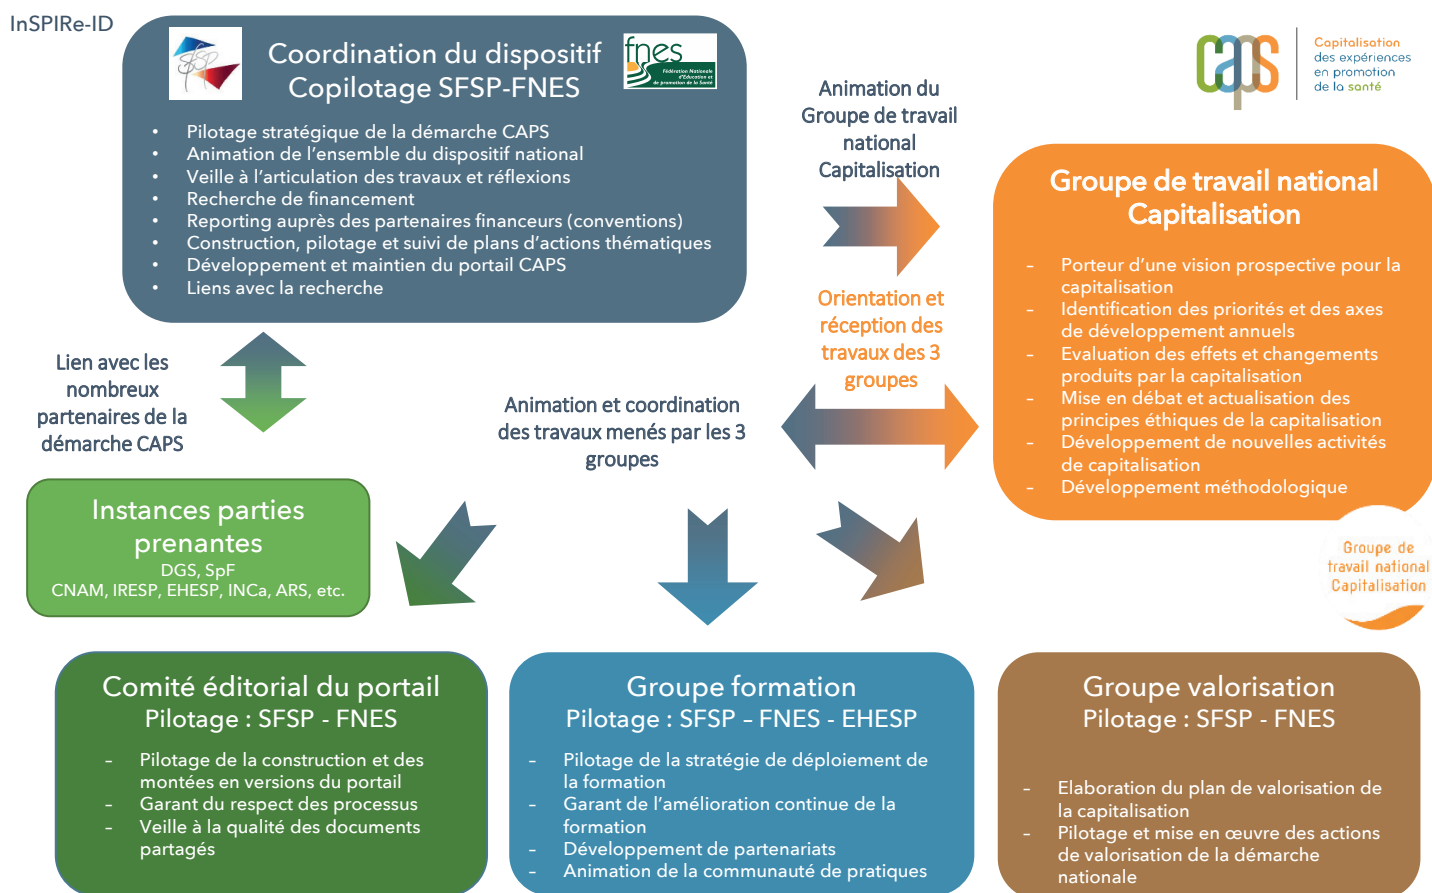 InSPIRe-ID
SFSP
fnes
Fédération Nationale
d'Éducation et
de promotion de la Santé
Coordination du dispositif
Copilotage SFSP-FNES
• Pilotage stratégique de la démarche CAPS
• Animation de l'ensemble du dispositif national
• Veille à l'articulation des travaux et réflexions
• Recherche de financement
• Reporting auprès des partenaires financeurs (conventions)
• Construction, pilotage et suivi de plans d'actions thématiques
• Développement et maintien du portail CAPS
• Liens avec la recherche
caps
Capitalisation
des expériences
en promotion
de la santé
Animation du
Groupe de travail
national
Capitalisation
Orientation et
réception des
travaux des 3
groupes
Groupe de travail national
Capitalisation
– Porteur d'une vision prospective pour la
capitalisation
– Identification des priorités et des axes
de développement annuels
– Evaluation des effets et changements
produits par la capitalisation
– Mise en débat et actualisation des
principes éthiques de la capitalisation
– Développement de nouvelles activités
de capitalisation
– Développement méthodologique
Groupe de
travail national
Capitalisation
Lien avec les
nombreux
partenaires de la
démarche CAPS
Animation et coordination
des travaux menés par les 3
groupes
Instances parties
prenantes
DGS, SpF
CNAM, IRESP, EHESP, INCa, ARS, etc.
Comité éditorial du portail
Pilotage : SFSP - FNES
– Pilotage de la construction et des
montées en versions du portail
– Garant du respect des processus
– Veille à la qualité des documents
partagés
Groupe formation
Pilotage : SFSP – FNES - EHESP
– Pilotage de la stratégie de déploiement de
la formation
– Garant de l'amélioration continue de la
formation
– Développement de partenariats
– Animation de la communauté de pratiques
Groupe valorisation
Pilotage : SFSP - FNES
– Elaboration du plan de valorisation de
la capitalisation
– Pilotage et mise en œuvre des actions
de valorisation de la démarche
nationale